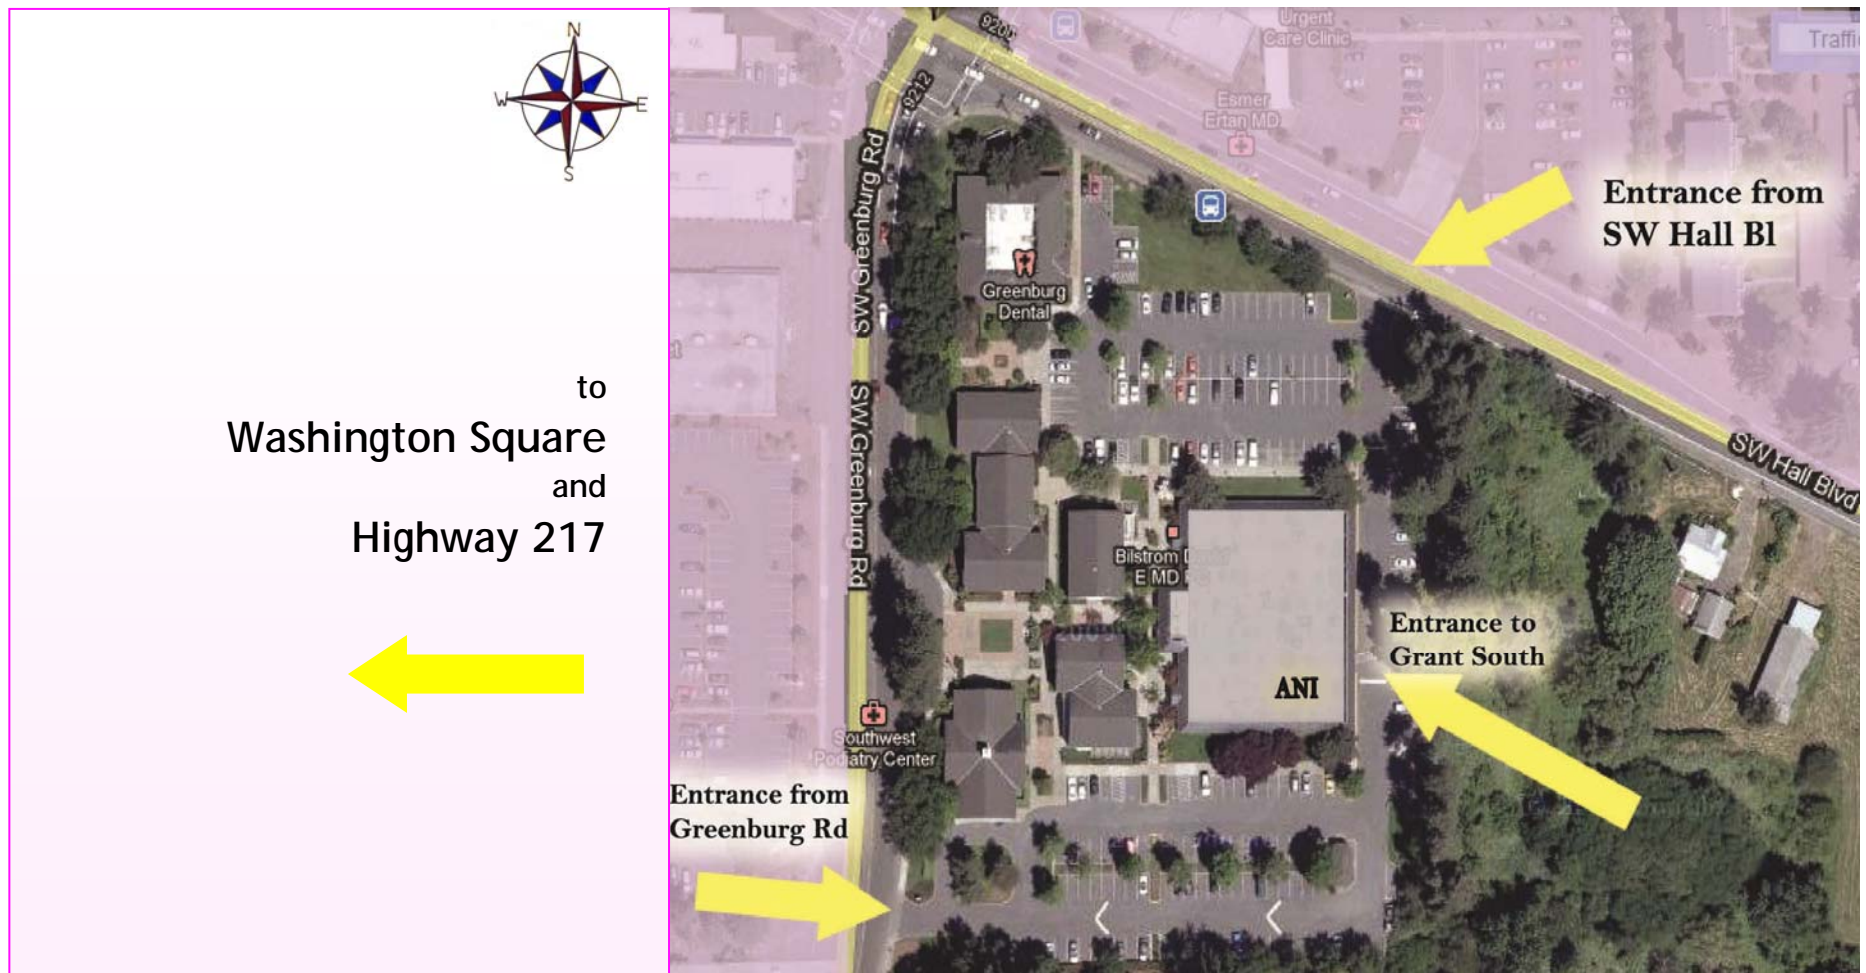 N
W
E
S
to
Washington Square
and
Highway 217
9200
Urgent
Care Clinic
Traffic
9212
Esmer
Ertan MD
SW Greenburg Rd
Entrance from
SW Hall Bl
Greenburg
Dental
SW Greenburg Rd
SW Hall Blvd
Bilstrom
E MD
Entrance to
Grant South
ANI
Southwest
Podiatry Center
Entrance from
Greenburg Rd